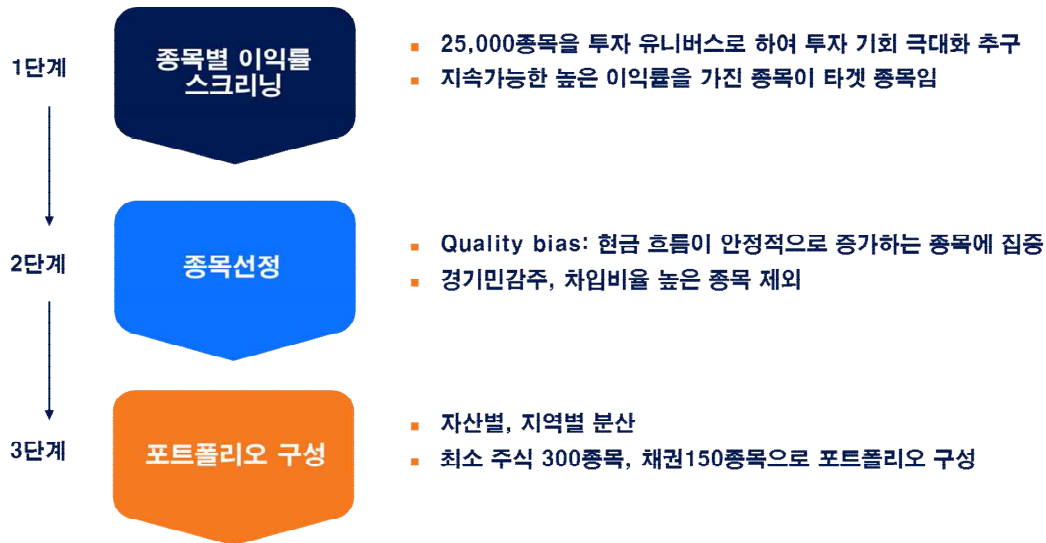 1단계
종목별 이익률
스크리닝
▪ 25,000종목을 투자 유니버스로 하여 투자 기회 극대화 추구
▪ 지속가능한 높은 이익률을 가진 종목이 타겟 종목임
2단계
종목선정
▪ Quality bias: 현금 흐름이 안정적으로 증가하는 종목에 집중
▪ 경기민감주, 차입비율 높은 종목 제외
3단계
포트폴리오 구성
▪ 자산별, 지역별 분산
▪ 최소 주식 300종목, 채권150종목으로 포트폴리오 구성